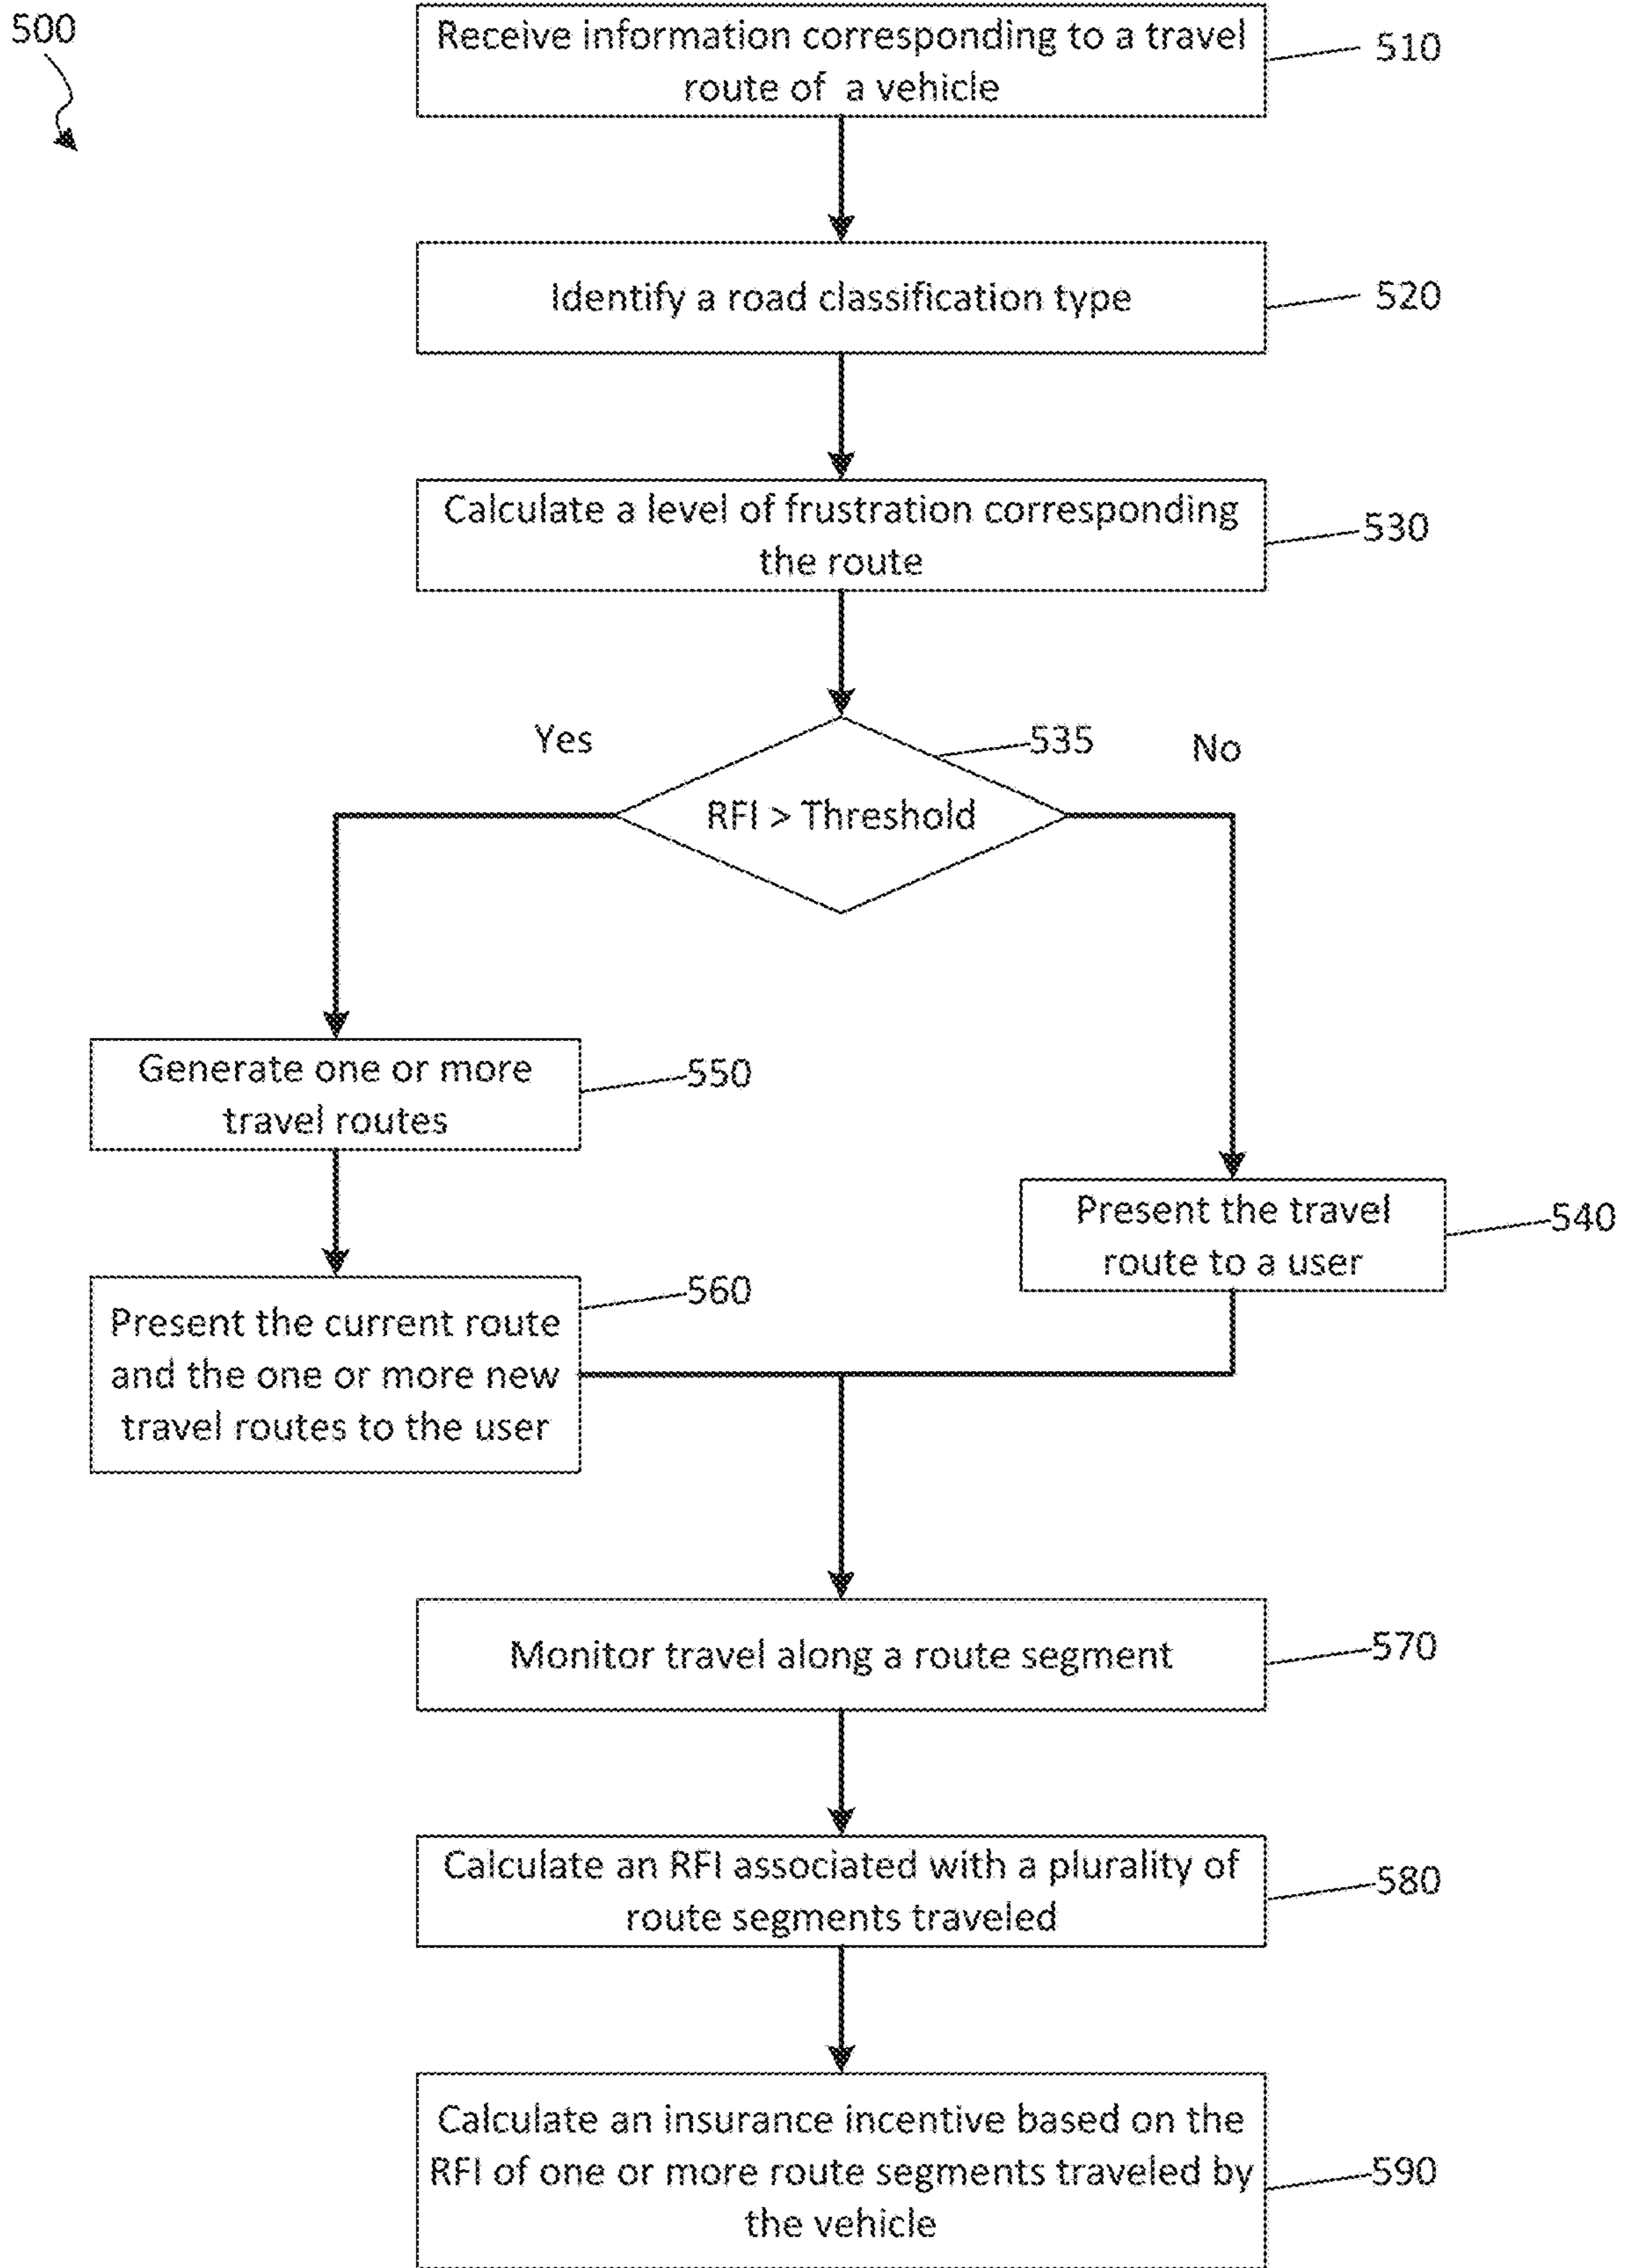 500
Receive information corresponding to a travel
route of a vehicle
510
Identify a road classification type
520
Calculate a level of frustration corresponding
the route
530
Yes
535
No
RFI > Threshold
Generate one or more
travel routes
550
Present the travel
route to a user
540
560
Present the current route
and the one or more new
travel routes to the user
Monitor travel along a route segment
570
Calculate an RFI associated with a plurality of
route segments traveled
580
Calculate an insurance incentive based on the
RFI of one or more route segments traveled by
the vehicle
590